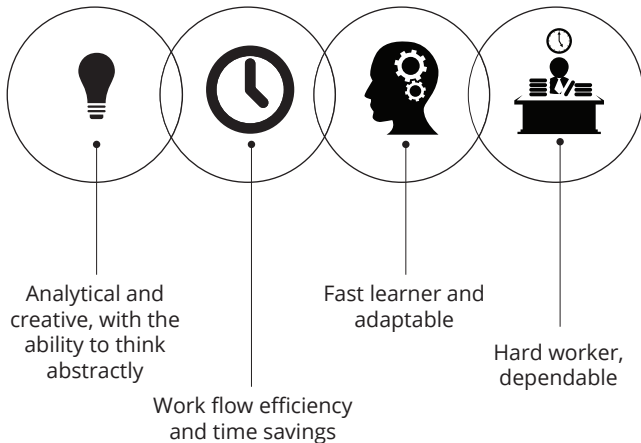 Analytical and
creative, with the
ability to think
abstractly
Work flow efficiency
and time savings
Fast learner and
adaptable
Hard worker,
dependable